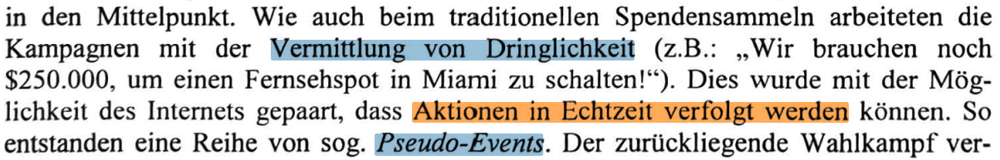 in den Mittelpunkt. Wie auch beim traditionellen Spendensammeln arbeiteten die
Kampagnen mit der Vermittlung von Dringlichkeit (z.B.: „Wir brauchen noch
$250.000, um einen Fernsehspot in Miami zu schalten!“). Dies wurde mit der Mög-
lichkeit des Internets gepaart, dass Aktionen in Echtzeit verfolgt werden können. So
entstanden eine Reihe von sog. Pseudo-Events. Der zurückliegende Wahlkampf ver-